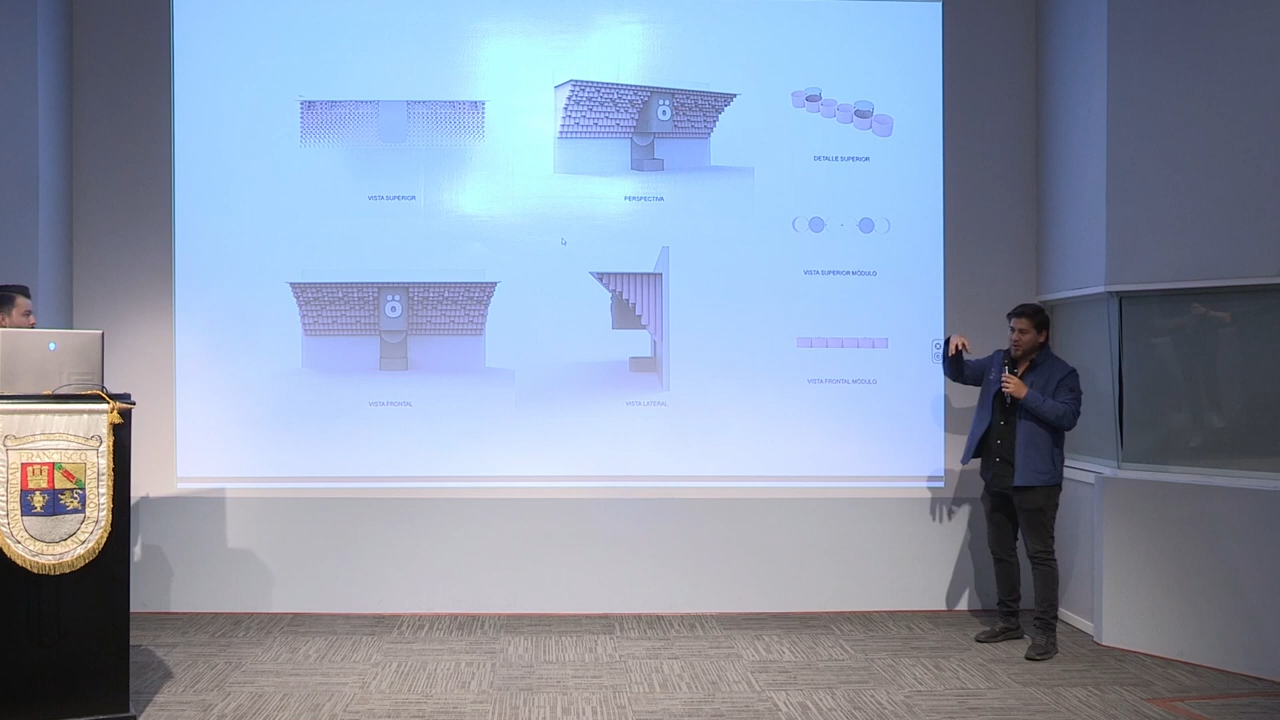 VISTA SUPERIOR
PERSPECTIVA
DETALLE SUPERIOR
VISTA SUPERIOR MÓDULO
VISTA FRONTAL
VISTA LATERAL
VISTA FRONTAL MÓDULO
FRANCISCO